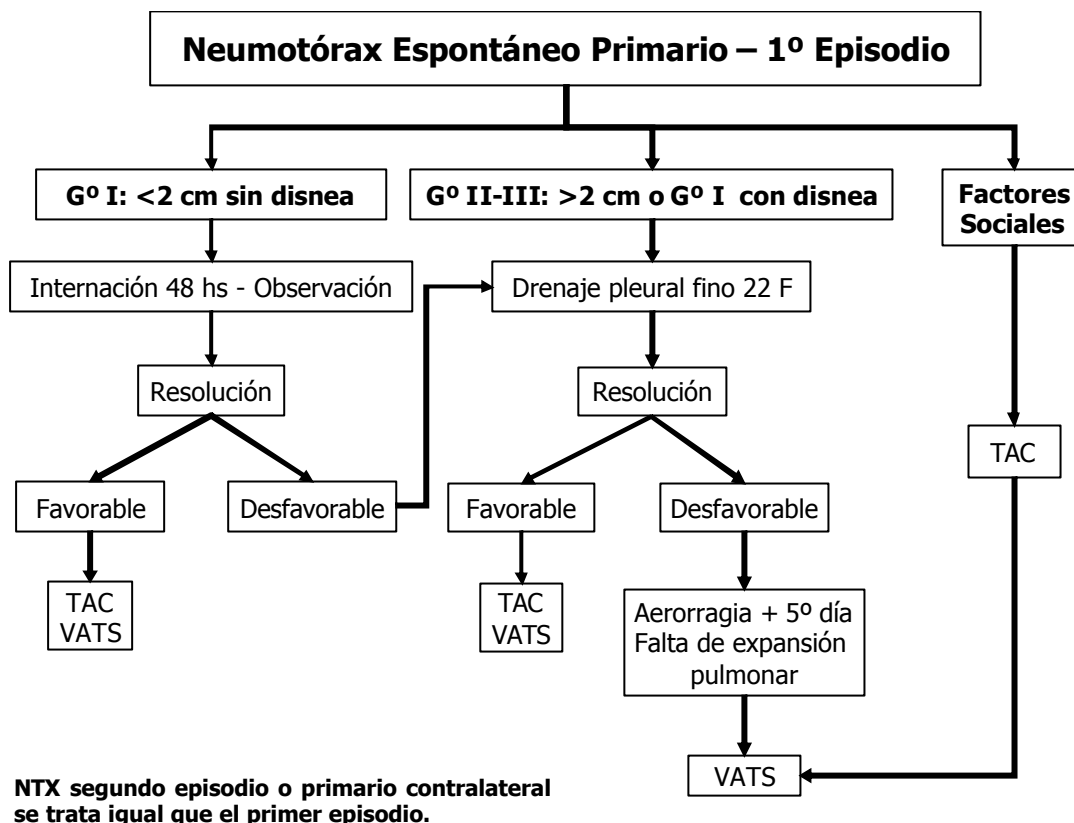 Neumotórax Espontáneo Primario – 1º Episodio
Gº I: <2 cm sin disnea
Gº II-III: >2 cm o Gº I con disnea
Factores
Sociales
Internación 48 hs - Observación
Drenaje pleural fino 22 F
Resolución
Resolución
TAC
Favorable
Desfavorable
Favorable
Desfavorable
TAC
VATS
TAC
VATS
Aerorragia + 5º día
Falta de expansión
pulmonar
VATS
NTX segundo episodio o primario contralateral
se trata igual que el primer episodio.